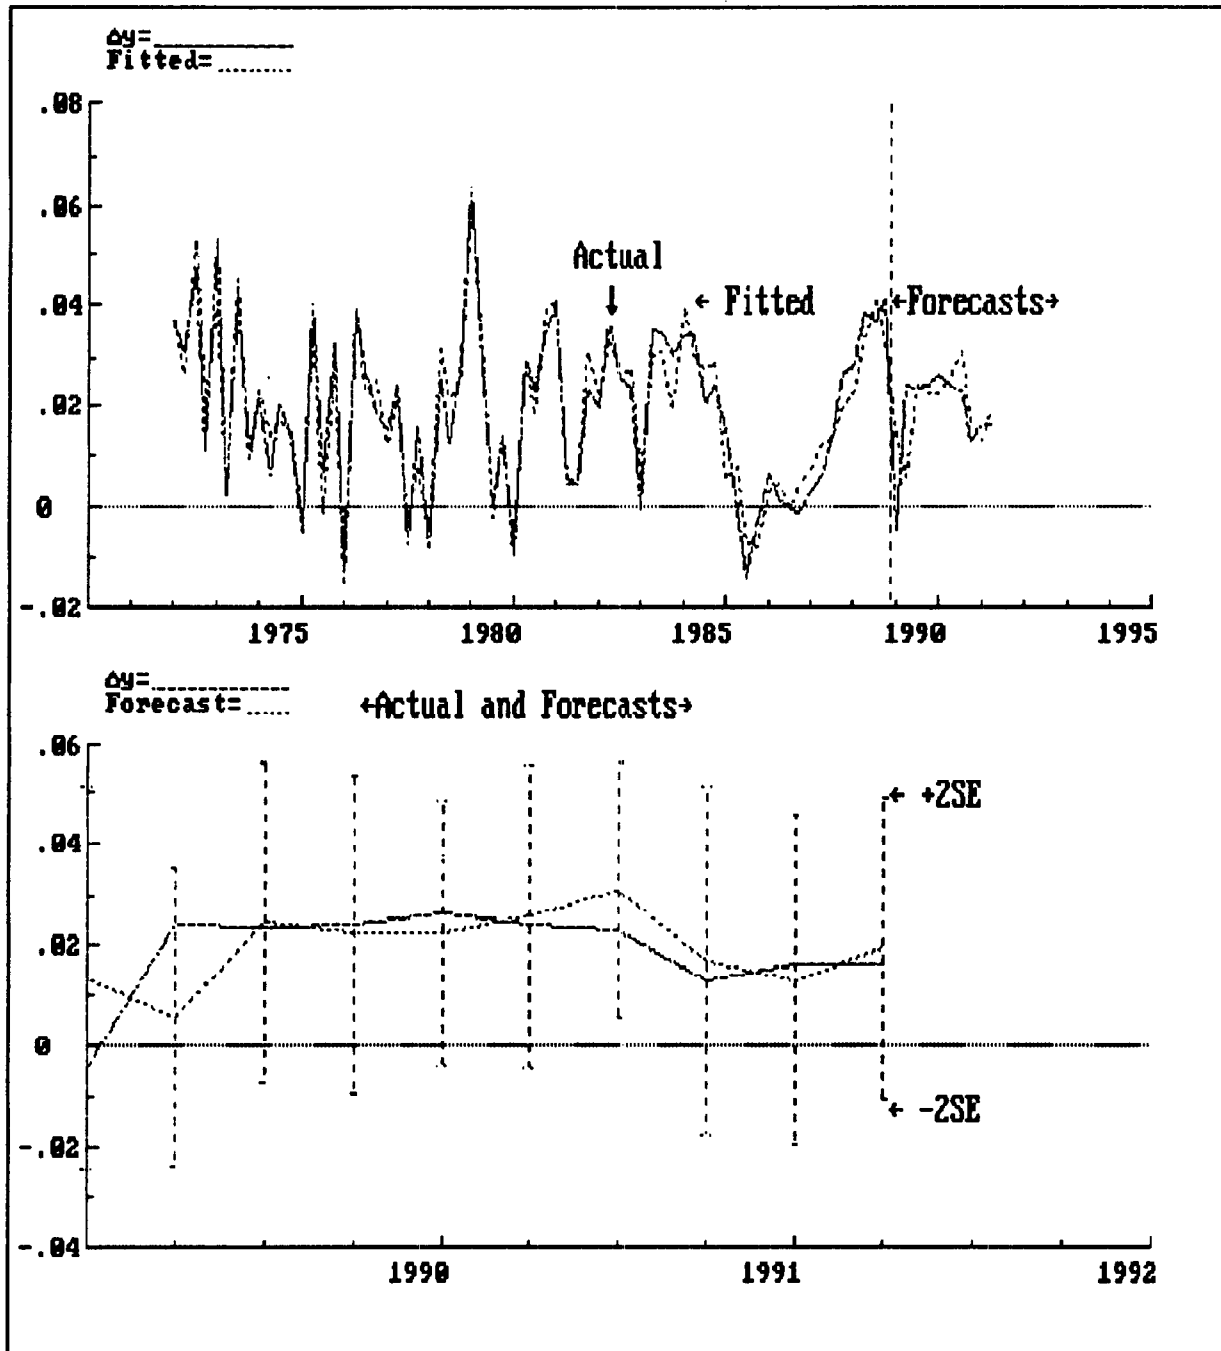 Δy=
Fitted=
.08
.06
Actual
.04
← Fitted
←Forecasts→
.02
0
-.02
1975 1980 1985 1990 1995
Δy=
Forecast=
←Actual and Forecasts→
.06
← +2SE
.04
.02
0
← -2SE
-.02
-.04
1990 1991 1992